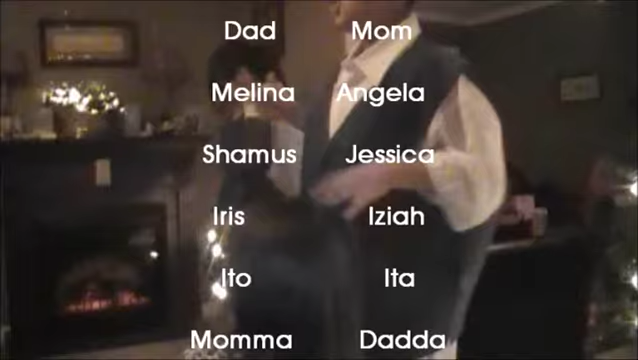 Dad Mom
Melina Angela
Shamus Jessica
Iris Iziah
Ito Ita
Momma Dadda